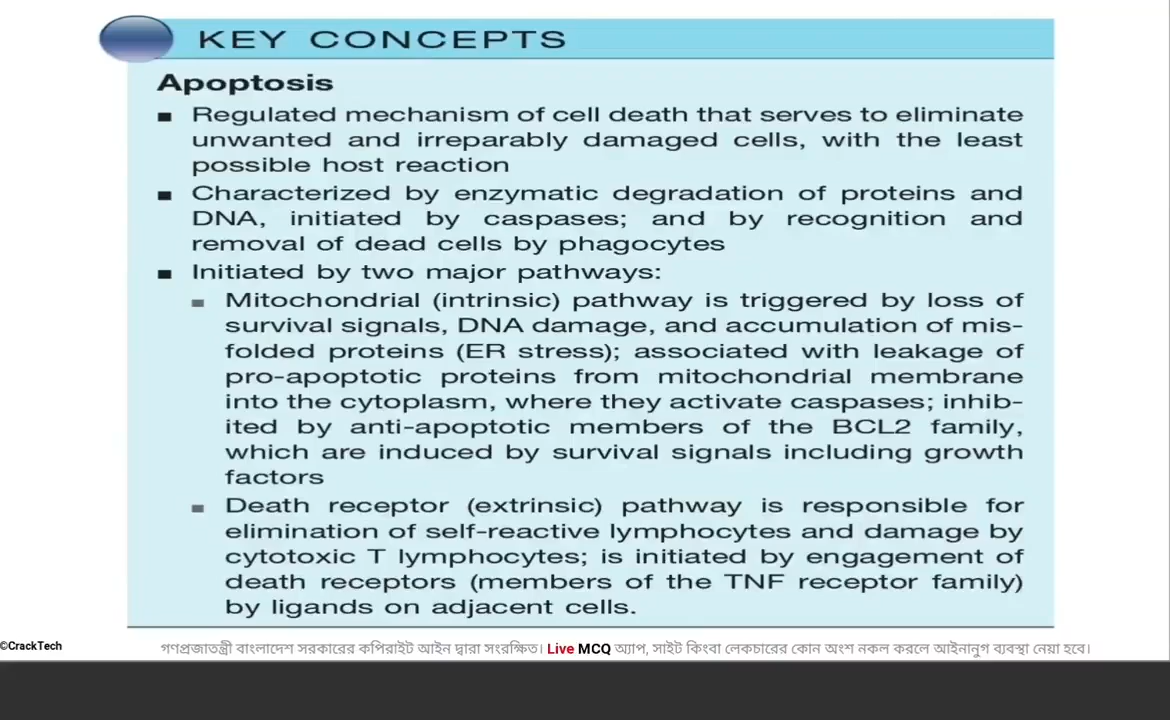 KEY CONCEPTS
Apoptosis
▪ Regulated mechanism of cell death that serves to eliminate
unwanted and irreparably damaged cells, with the least
possible host reaction
▪ Characterized by enzymatic degradation of proteins and
DNA, initiated by caspases; and by recognition and
removal of dead cells by phagocytes
▪ Initiated by two major pathways:
▪ Mitochondrial (intrinsic) pathway is triggered by loss of
survival signals, DNA damage, and accumulation of mis-
folded proteins (ER stress); associated with leakage of
pro-apoptotic proteins from mitochondrial membrane
into the cytoplasm, where they activate caspases; inhib-
ited by anti-apoptotic members of the BCL2 family,
which are induced by survival signals including growth
factors
▪ Death receptor (extrinsic) pathway is responsible for
elimination of self-reactive lymphocytes and damage by
cytotoxic T lymphocytes; is initiated by engagement of
death receptors (members of the TNF receptor family)
by ligands on adjacent cells.
©CrackTech
গণপ্রজাতন্ত্রী বাংলাদেশ সরকারের কপিরাইট আইন দ্বারা সংরক্ষিত। Live MCQ অ্যাপ, সাইট কিংবা লেকচারের কোন অংশ নকল করলে আইনানুগ ব্যবস্থা নেয়া হবে।